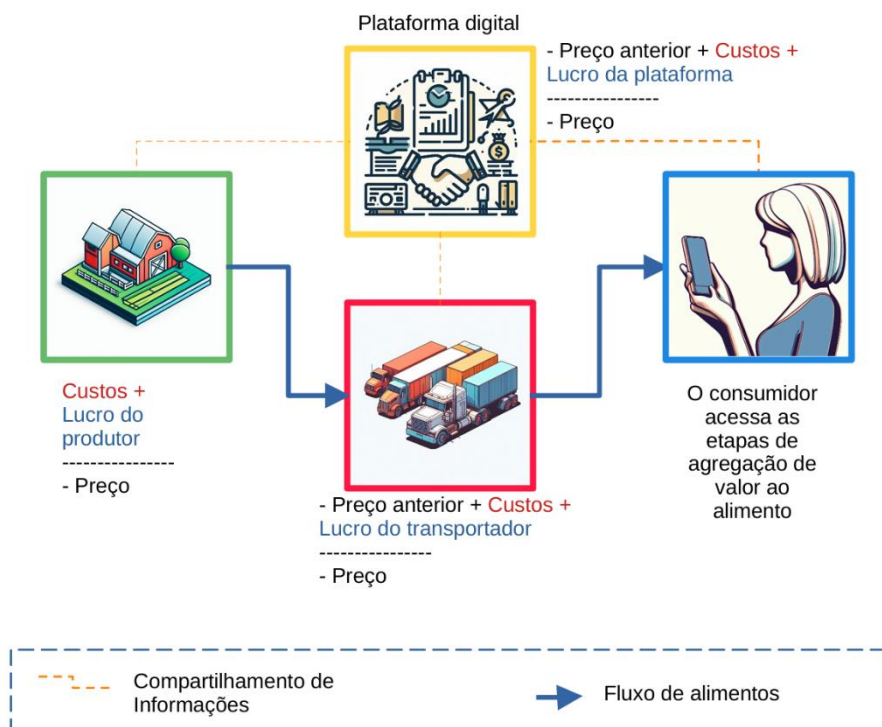 Plataforma digital
- Preço anterior + Custos +
Lucro da plataforma
----------------
- Preço
Custos +
Lucro do
produtor
----------------
- Preço
- Preço anterior + Custos +
Lucro do transportador
----------------
- Preço
O consumidor
acessa as
etapas de
agregação de
valor ao
alimento
Compartilhamento de
Informações
Fluxo de alimentos